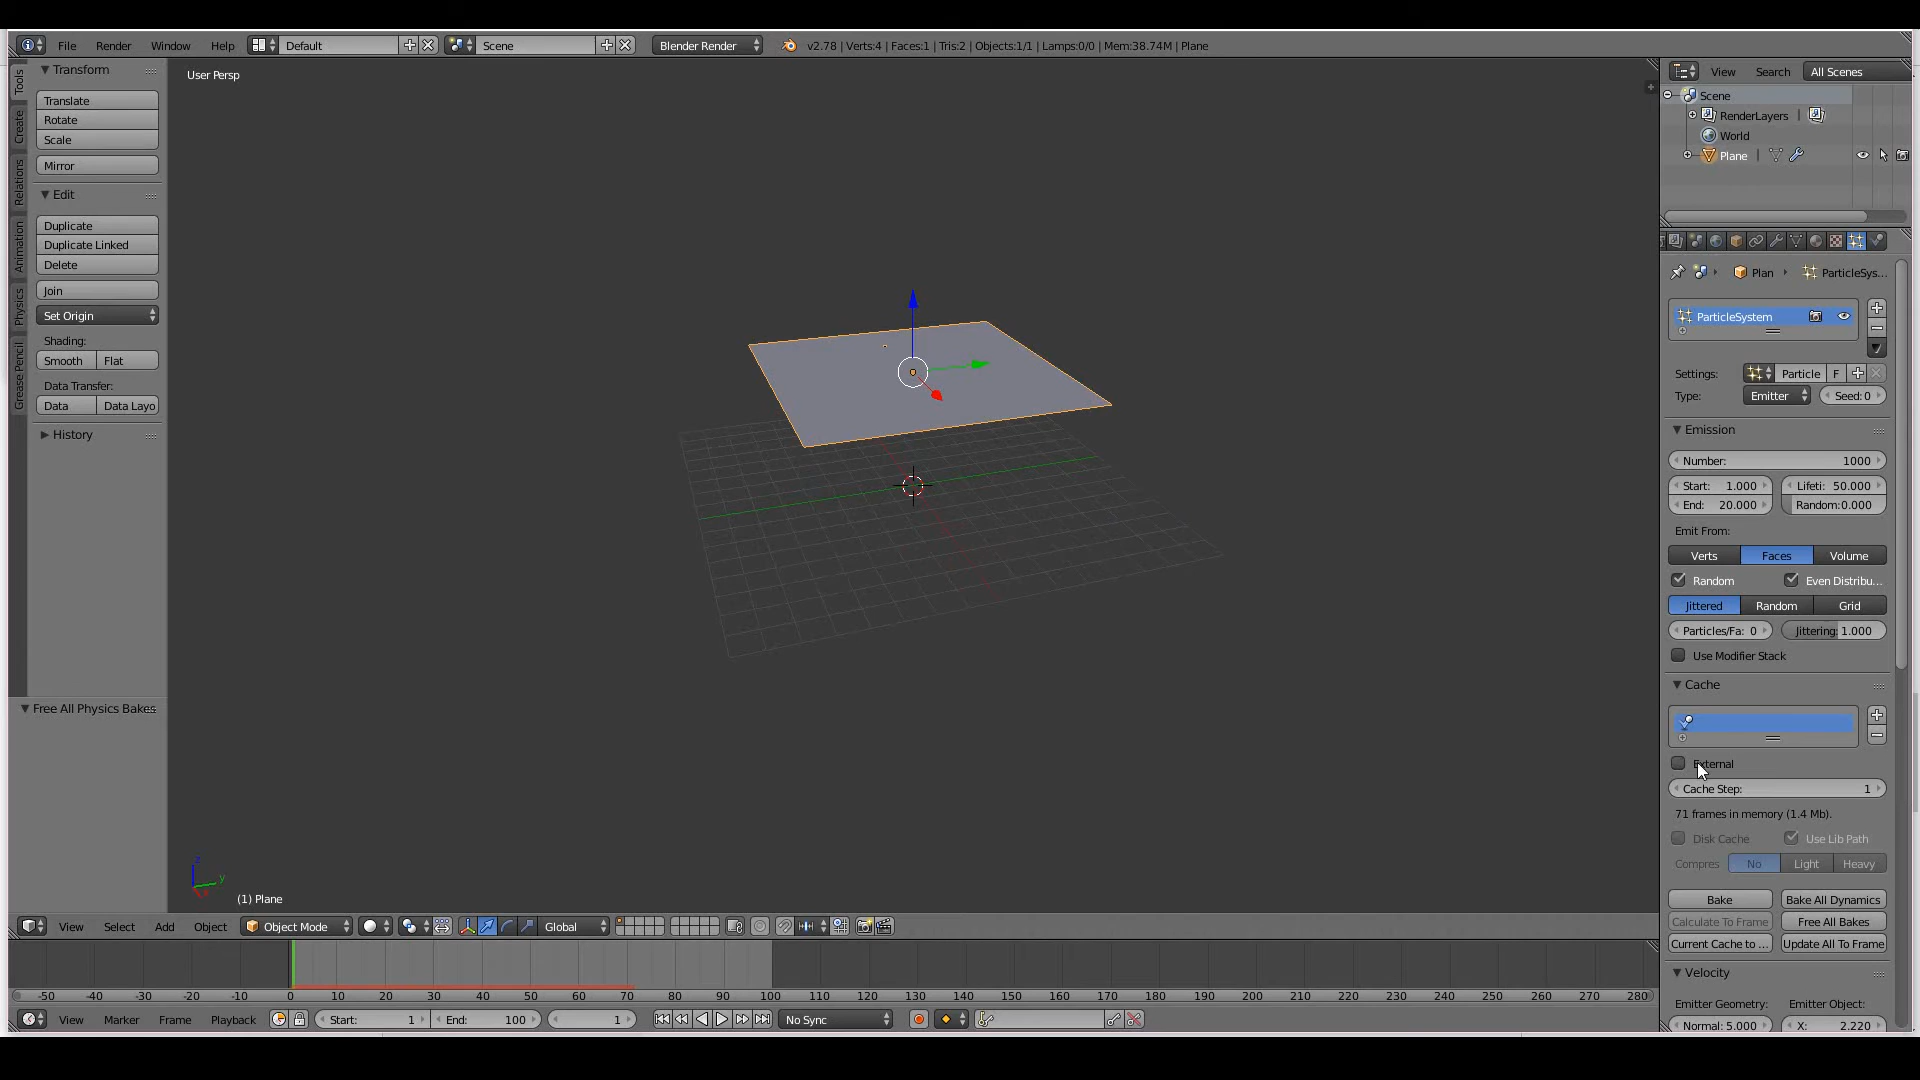 File Render Window Help Default Scene Blender Render v2.78 | Verts:4 | Faces:1 | Tris:2 | Objects:1/1 | Lamps:0/0 | Mem:38.74M | Plane
Tools
Create
Relations
Animation
Physics
Grease Pencil
Transform
Translate
Rotate
Scale
Mirror
Edit
Duplicate
Duplicate Linked
Delete
Join
Set Origin
Shading:
Smooth Flat
Data Transfer:
Data Data Layo
History
Free All Physics Bakes
User Persp
z
y
(1) Plane
View Select Add Object Object Mode Global
-50 -40 -30 -20 -10 0 10 20 30 40 50 60 70 80 90 100 110 120 130 140 150 160 170 180 190 200 210 220 230 240 250 260 270 280
View Marker Frame Playback Start: 1 End: 100 1 No Sync
View Search All Scenes
Scene
RenderLayers |
World
Plane |
Plan ParticleSys...
ParticleSystem
Settings: Particle F
Type: Emitter Seed: 0
Emission
Number: 1000
Start: 1.000 Lifeti: 50.000
End: 20.000 Random:0.000
Emit From:
Verts Faces Volume
Random Even Distribu...
Jittered Random Grid
Particles/Fa: 0 Jittering: 1.000
Use Modifier Stack
Cache
External
Cache Step: 1
71 frames in memory (1.4 Mb).
Disk Cache Use Lib Path
Compres No Light Heavy
Bake Bake All Dynamics
Calculate To Frame Free All Bakes
Current Cache to ... Update All To Frame
Velocity
Emitter Geometry: Emitter Object:
Normal: 5.000 X: 2.220